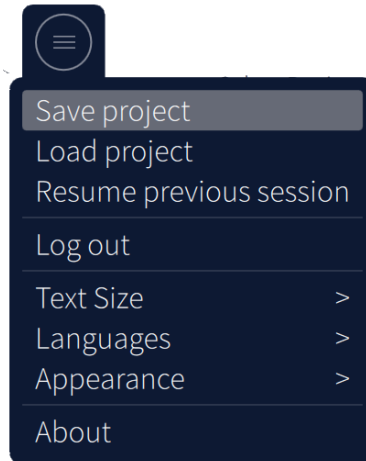 Save project
Load project
Resume previous session
Log out
Text Size >
Languages >
Appearance >
About